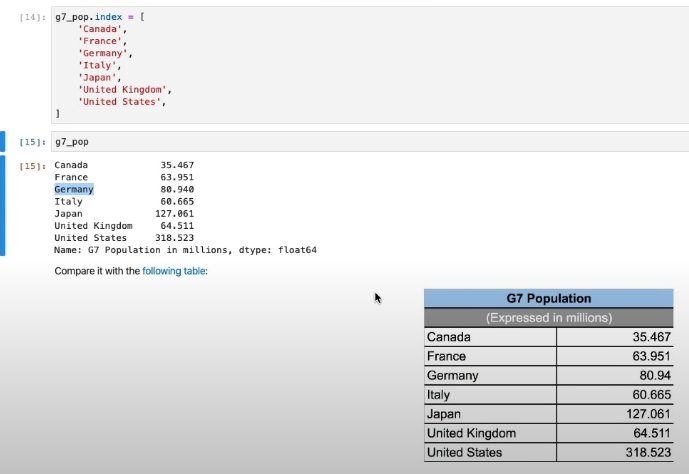 [14]: g7_pop.index = [
'Canada',
'France',
'Germany',
'Italy',
'Japan',
'United Kingdom',
'United States',
]
[15]: g7_pop
[15]: Canada 35.467
France 63.951
Germany 80.940
Italy 60.665
Japan 127.061
United Kingdom 64.511
United States 318.523
Name: G7 Population in millions, dtype: float64
Compare it with the following table:
G7 Population
(Expressed in millions)
Canada 35.467
France 63.951
Germany 80.94
Italy 60.665
Japan 127.061
United Kingdom 64.511
United States 318.523